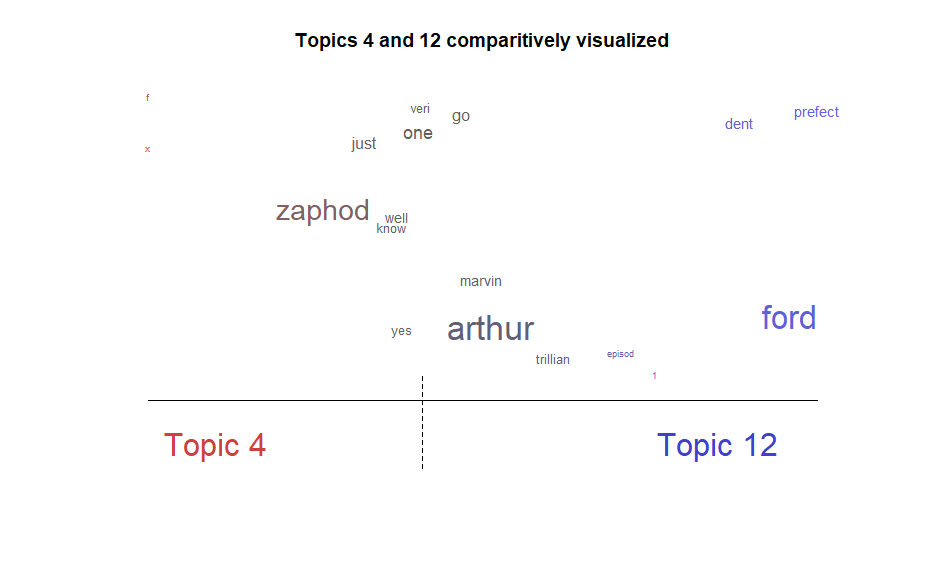 Topics 4 and 12 comparitively visualized
f
veri
go
prefect
dent
one
just
x
zaphod
well
know
marvin
ford
arthur
yes
episod
trillian
1
Topic 4
Topic 12